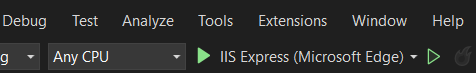 Debug Test Analyze Tools Extensions Window Help
g Any CPU IIS Express (Microsoft Edge)